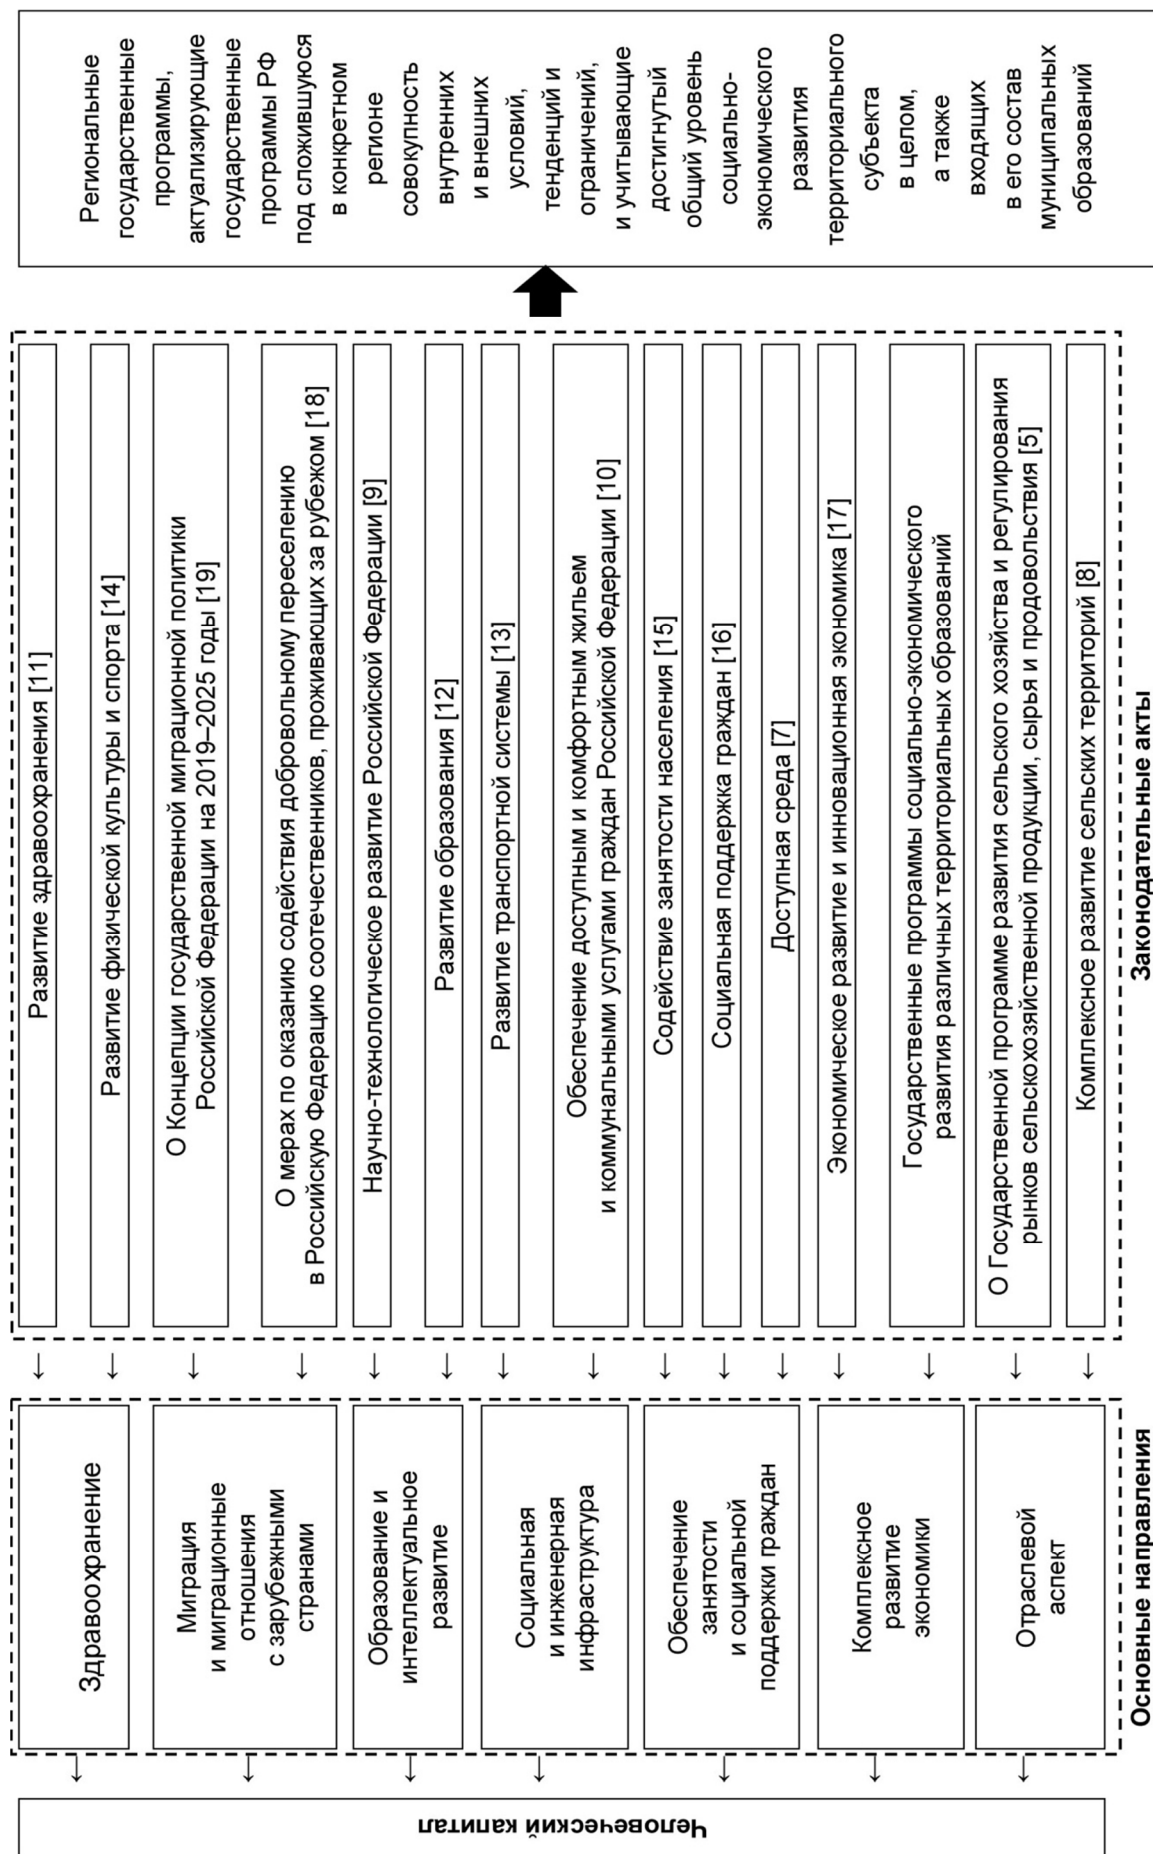 Человеческий капитал
Здравоохранение
Миграция
и миграционные
отношения
с зарубежными
странами
Образование и
интеллектуальное
развитие
Социальная
и инженерная
инфраструктура
Обеспечение
занятости
и социальной
поддержки граждан
Комплексное
развитие
экономики
Отраслевой
аспект
Основные направления
Развитие здравоохранения [11]
Развитие физической культуры и спорта [14]
О Концепции государственной миграционной политики
Российской Федерации на 2019–2025 годы [19]
О мерах по оказанию содействия добровольному переселению
в Российскую Федерацию соотечественников, проживающих за рубежом [18]
Научно-технологическое развитие Российской Федерации [9]
Развитие образования [12]
Развитие транспортной системы [13]
Обеспечение доступным и комфортным жильем
и коммунальными услугами граждан Российской Федерации [10]
Содействие занятости населения [15]
Социальная поддержка граждан [16]
Доступная среда [7]
Экономическое развитие и инновационная экономика [17]
Государственные программы социально-экономического
развития различных территориальных образований
О Государственной программе развития сельского хозяйства и регулирования
рынков сельскохозяйственной продукции, сырья и продовольствия [5]
Комплексное развитие сельских территорий [8]
Законодательные акты
Региональные
государственные
программы,
актуализирующие
государственные
программы РФ
под сложившуюся
в конкретном
регионе
совокупность
внутренних
и внешних
условий,
тенденций и
ограничений,
и учитывающие
достигнутый
общий уровень
социально-
экономического
развития
территориального
субъекта
в целом,
а также
входящих
в его состав
муниципальных
образований